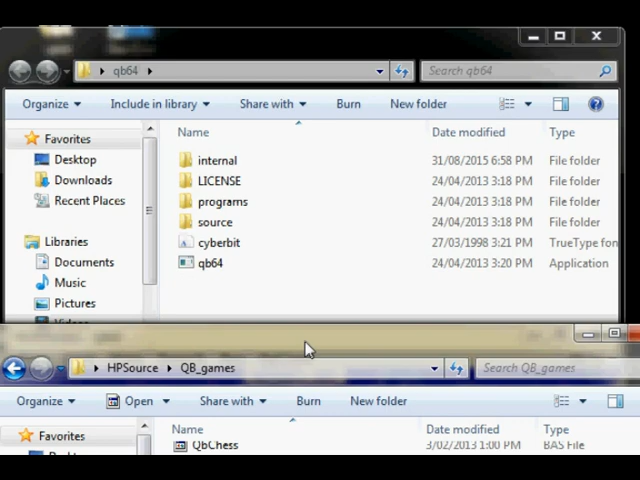 qb64
Search qb64
Organize Include in library Share with Burn New folder
Favorites Name Date modified Type
Desktop internal 31/08/2015 6:58 PM File folder
Downloads LICENSE 24/04/2013 3:18 PM File folder
Recent Places programs 24/04/2013 3:18 PM File folder
source 24/04/2013 3:18 PM File folder
Libraries cyberbit 27/03/1998 3:21 PM TrueType fon
Documents qb64 24/04/2013 3:20 PM Application
Music
Pictures
HPSource QB_games Search QB_games
Organize Open Share with Burn New folder
Favorites Name Date modified Type
QbChess 3/02/2013 1:00 PM BAS File